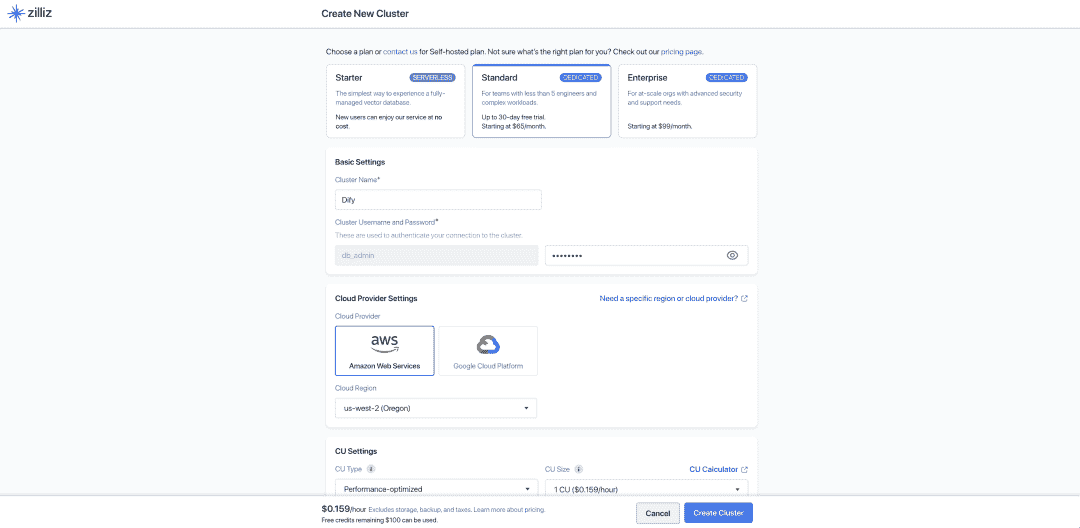 zilliz
Create New Cluster
Choose a plan or contact us for Self-hosted plan. Not sure what's the right plan for you? Check out our pricing page.
Starter
SERVERLESS
The simplest way to experience a fully-
managed vector database.
New users can enjoy our service at no
cost.
Standard
DEDICATED
For teams with less than 5 engineers and
complex workloads.
Up to 30-day free trial.
Starting at $65/month.
Enterprise
DEDICATED
For at-scale orgs with advanced security
and support needs.
Starting at $99/month.
Basic Settings
Cluster Name*
Dify
Cluster Username and Password*
These are used to authenticate your connection to the cluster.
db_admin
••••••••
Cloud Provider Settings
Need a specific region or cloud provider?
Cloud Provider
aws
Amazon Web Services
Google Cloud Platform
Cloud Region
us-west-2 (Oregon)
CU Settings
CU Type
CU Size
CU Calculator
Performance-optimized
1 CU ($0.159/hour)
$0.159/hour Excludes storage, backup, and taxes. Learn more about pricing.
Free credits remaining $100 can be used.
Cancel
Create Cluster